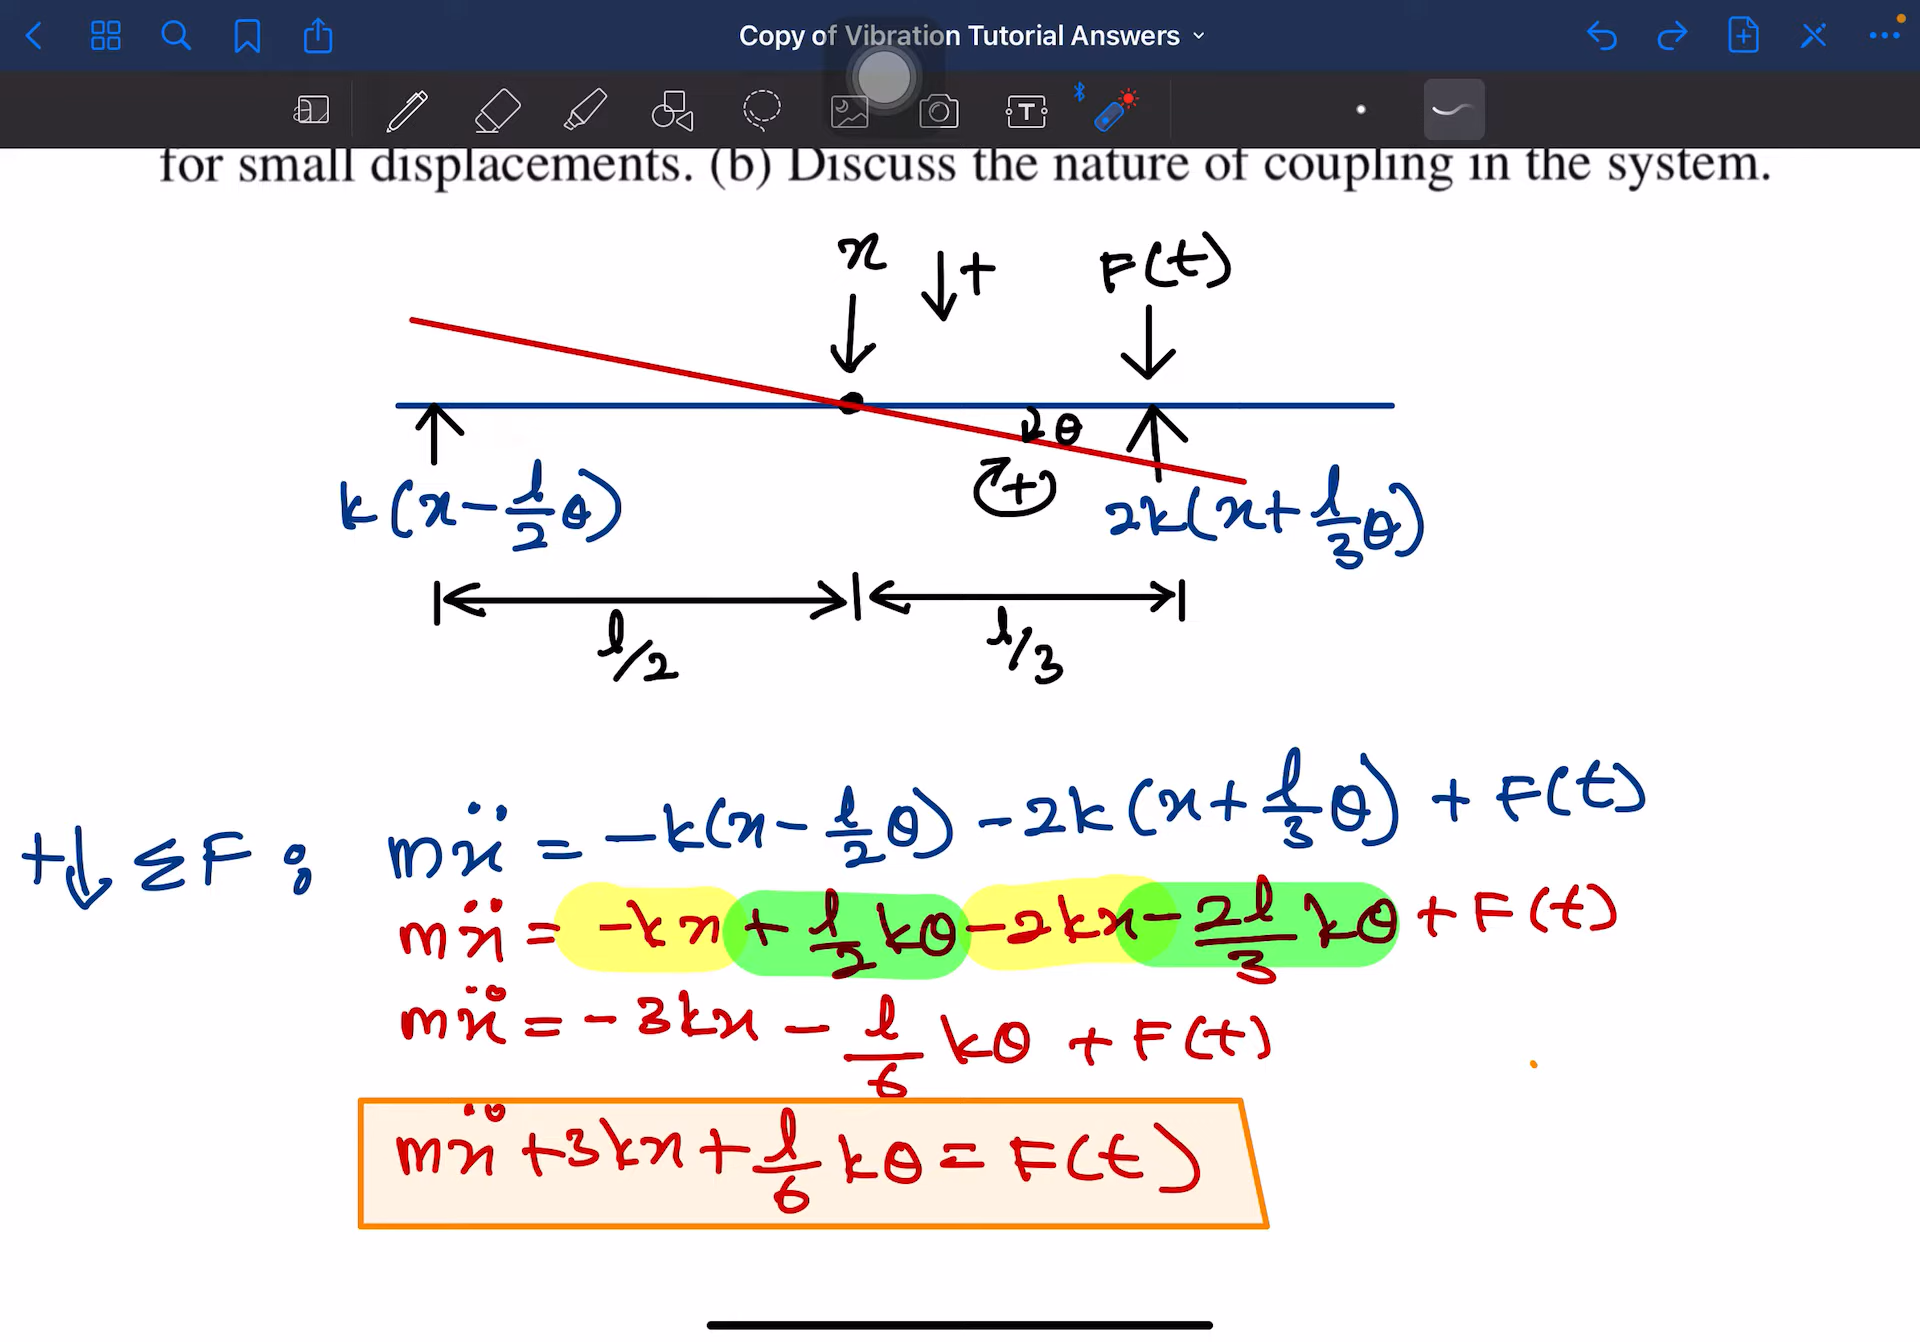 Copy of Vibration Tutorial Answers
T
for small displacements. (b) Discuss the nature of coupling in the system.
x ↓+ F(t)
θ
+
k(x - l/2 θ) 2k(x + l/3 θ)
l/2 l/3
+↓ ΣF : mẍ = -k(x - l/2 θ) - 2k(x + l/3 θ) + F(t)
mẍ = -kx + l/2 kθ - 2kx - 2l/3 kθ + F(t)
mẍ = -3kx - l/6 kθ + F(t)
mẍ + 3kx + l/6 kθ = F(t)